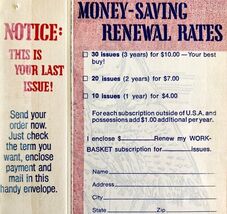 NOTICE:
THIS IS
YOUR LAST
ISSUE!
Send your
order now.
Just check
the term you
want, enclose
payment and
mail in this
handy envelope.
MONEY-SAVING
RENEWAL RATES
30 issues (3 years) for $10.00—Your best
buy!
20 issues (2 years) for $7.00
10 issues (1 year) for $4.00
For each subscription outside of U.S.A. and
possessions add $1.00 additional per year.
I enclose $ Renew my WORK-
BASKET subscription for issues.
Name
Address
City
State Zip